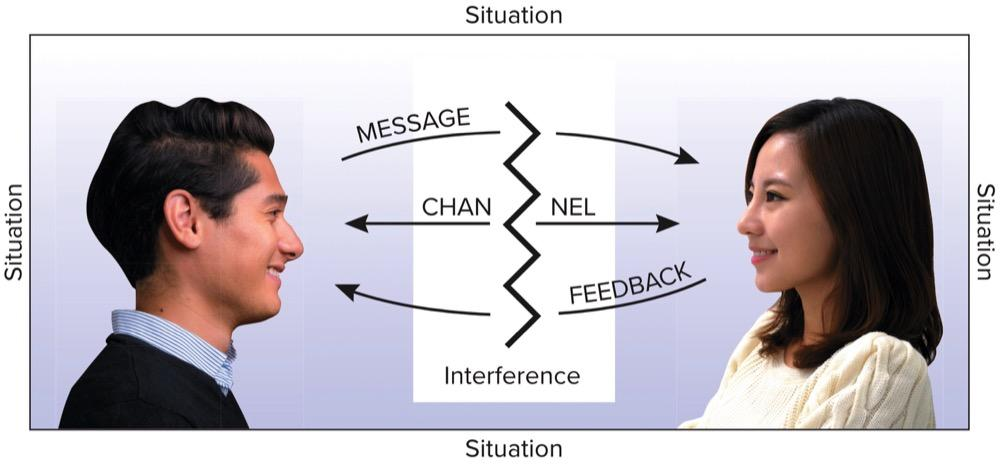 Situation
MESSAGE
Situation
CHAN NEL
Situation
FEEDBACK
Interference
Situation